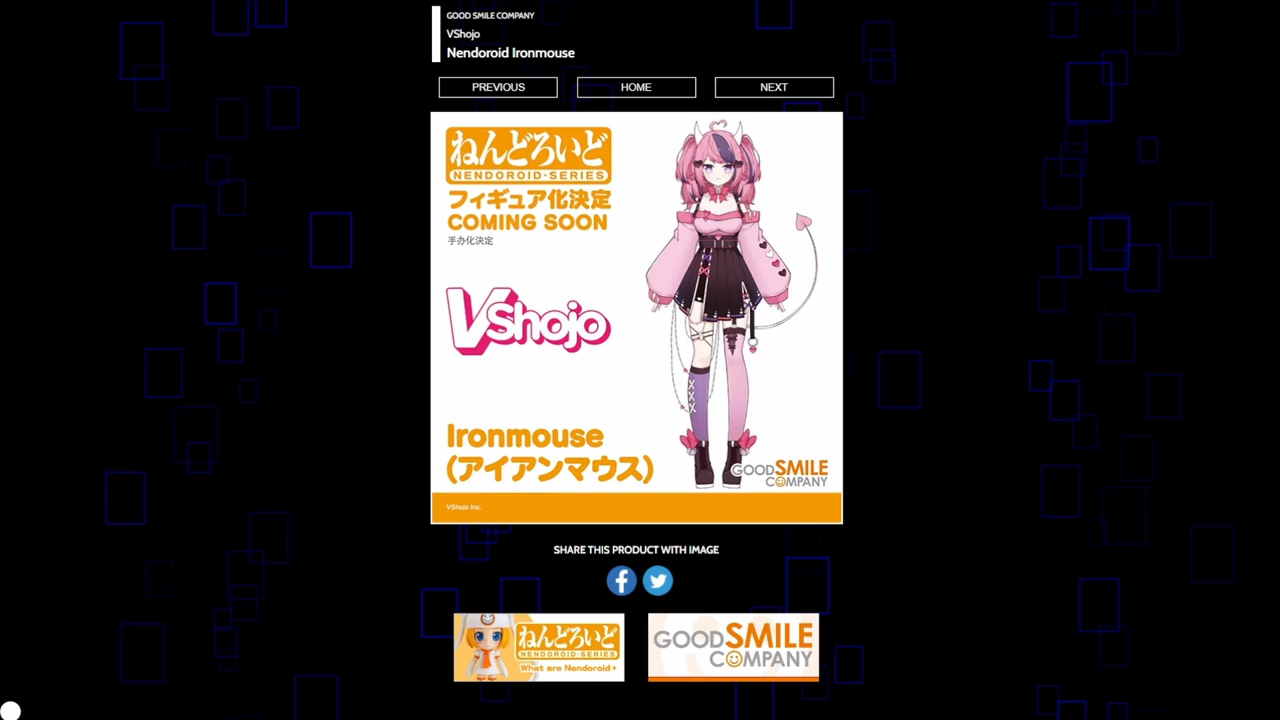 GOOD SMILE COMPANY
VShojo
Nendoroid Ironmouse
PREVIOUS
HOME
NEXT
ねんどろいど
NENDOROID·SERIES
フィギュア化決定
COMING SOON
手办化决定
VShojo
Ironmouse
(アイアンマウス)
GOOD SMILE
COMPANY
VShojo Inc.
SHARE THIS PRODUCT WITH IMAGE
ねんどろいど
NENDOROID·SERIES
What are Nendoroid
GOOD SMILE
COMPANY